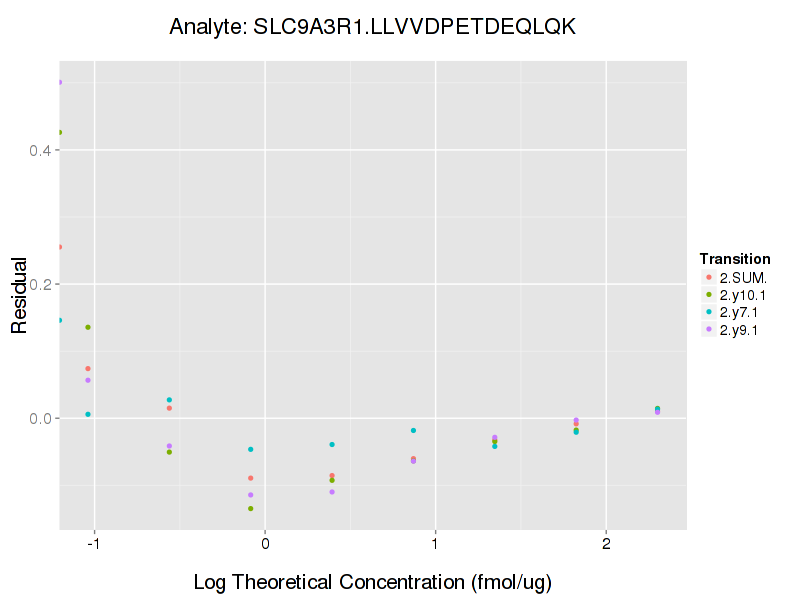 Analyte: SLC9A3R1.LLVVDPETDEQLQK
0.4
0.2
0.0
Residual
-1 0 1 2
Log Theoretical Concentration (fmol/ug)
Transition
2.SUM.
2.y10.1
2.y7.1
2.y9.1